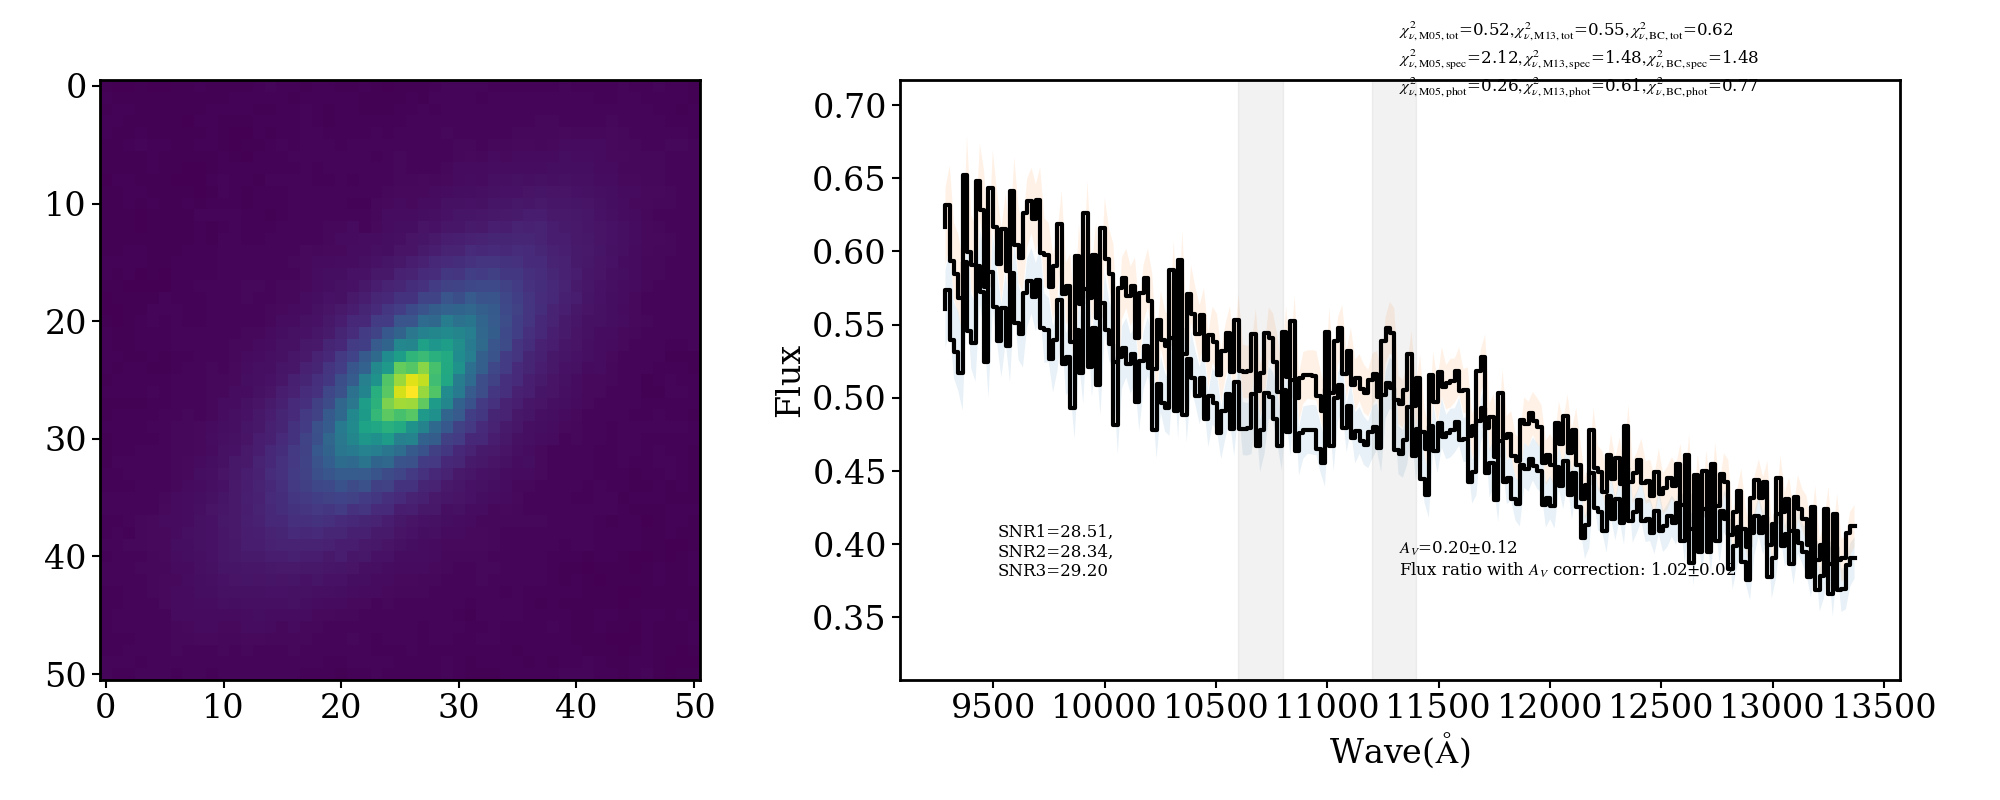 χ²ν,M05,tot=0.52,χ²ν,M13,tot=0.55,χ²ν,BC,tot=0.62
χ²ν,M05,spec=2.12,χ²ν,M13,spec=1.48,χ²ν,BC,spec=1.48
χ²ν,M05,phot=0.26,χ²ν,M13,phot=0.61,χ²ν,BC,phot=0.77
0
10
20
30
40
50
0 10 20 30 40 50
Flux
0.70
0.65
0.60
0.55
0.50
0.45
0.40
0.35
SNR1=28.51,
SNR2=28.34,
SNR3=29.20
AV=0.20±0.12
Flux ratio with AV correction: 1.02±0.02
9500 10000 10500 11000 11500 12000 12500 13000 13500
Wave(Å)